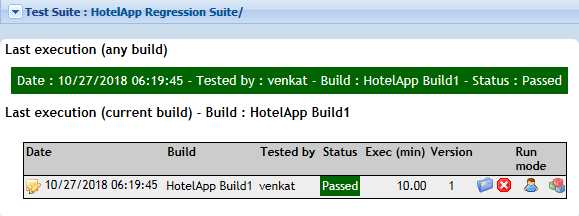 Test Suite : HotelApp Regression Suite/
Last execution (any build)
Date : 10/27/2018 06:19:45 - Tested by : venkat - Build : HotelApp Build1 - Status : Passed
Last execution (current build) - Build : HotelApp Build1
Date Build Tested by Status Exec (min) Version Run mode
10/27/2018 06:19:45 HotelApp Build1 venkat Passed 10.00 1